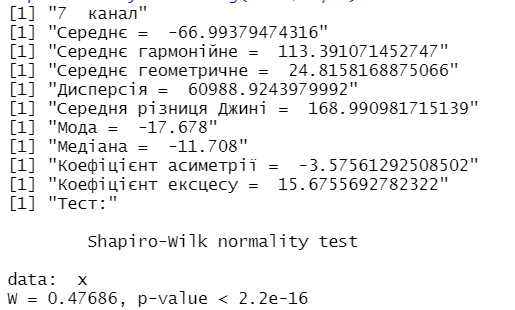 [1] "7  канал"
[1] "Середнє =  -66.99379474316"
[1] "Середнє гармонійне =  113.391071452747"
[1] "Середнє геометричне =  24.8158168875066"
[1] "Дисперсія =  60988.9243979992"
[1] "Середня різниця Джині =  168.990981715139"
[1] "Мода =  -17.678"
[1] "Медіана =  -11.708"
[1] "Коефіцієнт асиметрії =  -3.57561292508502"
[1] "Коефіцієнт ексцесу =  15.6755692782322"
[1] "Тест:"
Shapiro-Wilk normality test
data:  x
W = 0.47686, p-value < 2.2e-16